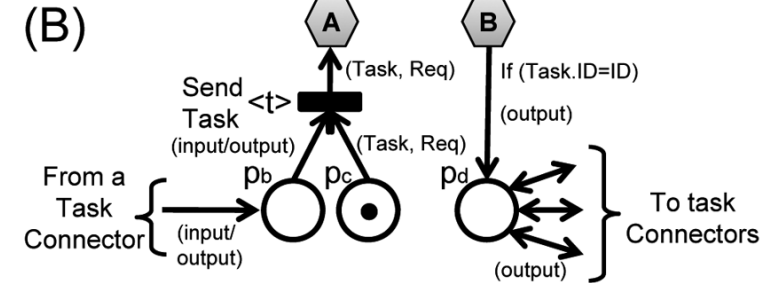 (B)
A
B
(Task, Req)
If (Task.ID=ID)
Send
Task
<t>
(input/output)
(Task, Req)
(output)
From a
Task
Connector
(input/
output)
pb
pc
pd
To task
Connectors
(output)